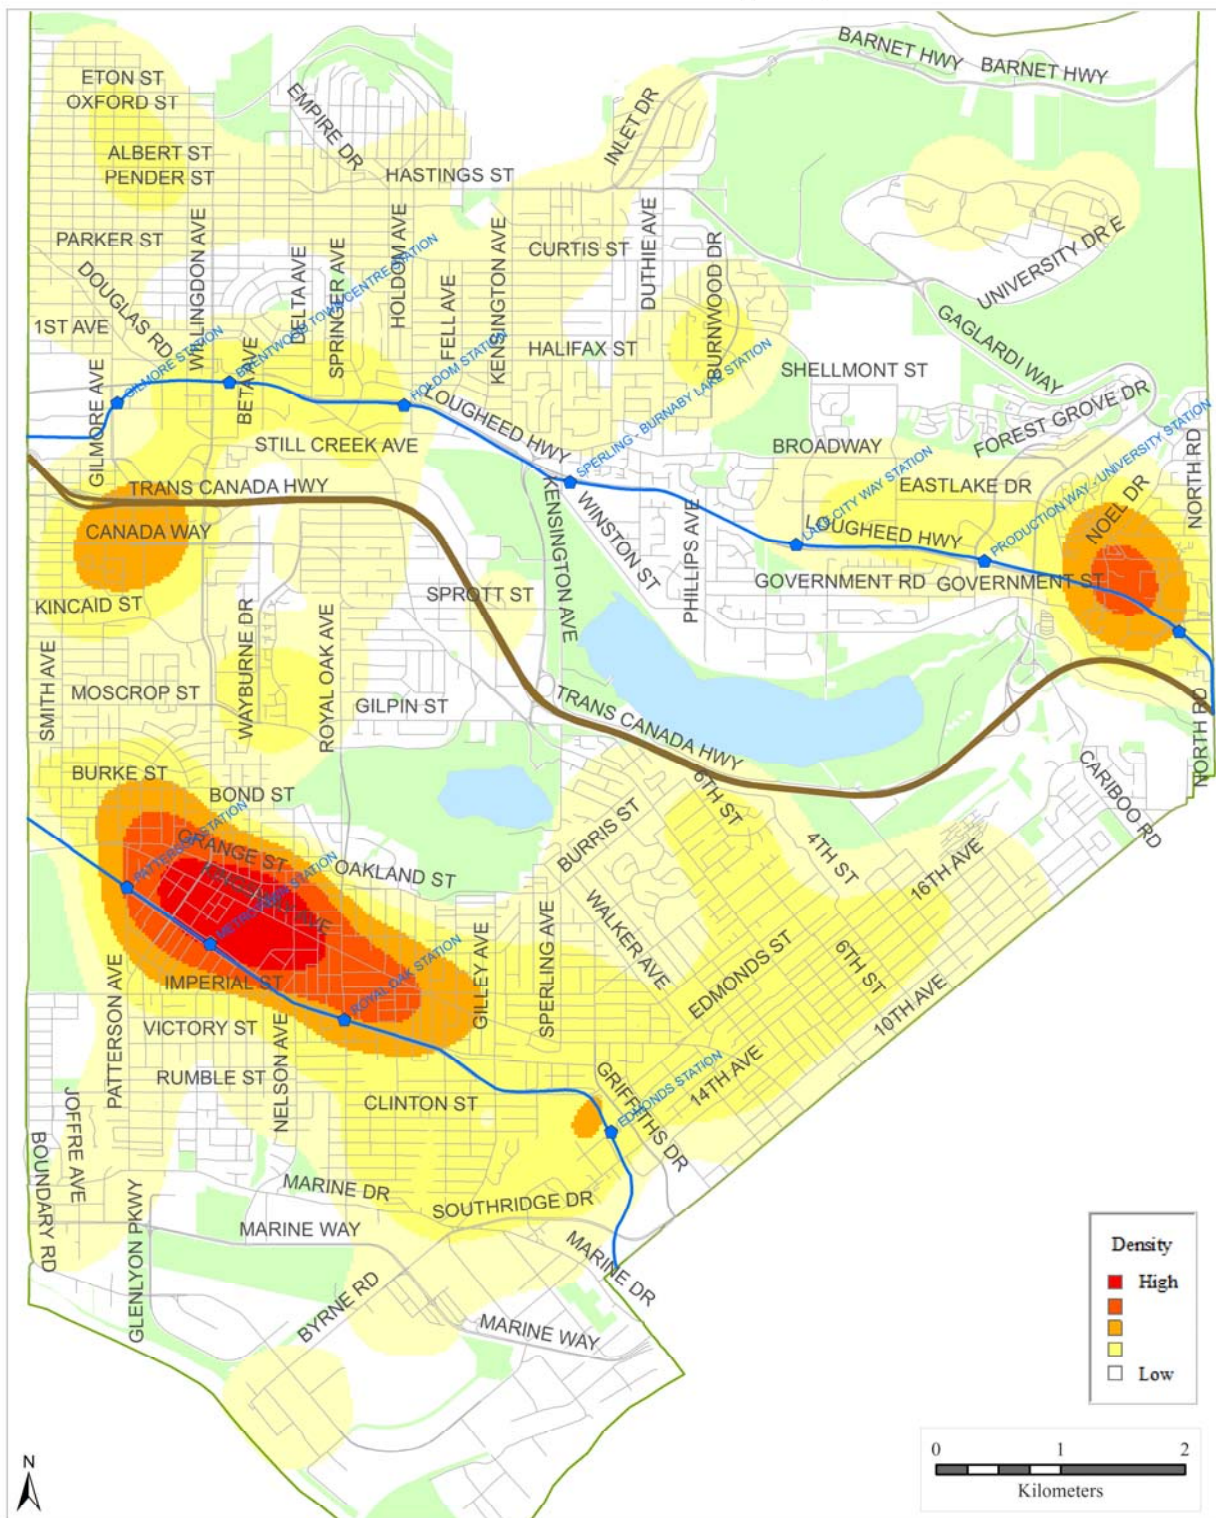 BARNET HWY
BARNET HWY
ETON ST
OXFORD ST
EMPIRE DR
INLET DR
ALBERT ST
PENDER ST
HASTINGS ST
PARKER ST
WILLINGDON AVE
DELTA AVE
SPRINGER AVE
HOLDOM AVE
KENSINGTON AVE
CURTIS ST
DUTHIE AVE
BURNWOOD DR
UNIVERSITY DR E
DOUGLAS RD
1ST AVE
GILMORE STATION
BRENTWOOD TOWN CENTRE STATION
FELL AVE
HALIFAX ST
GAGLARDI WAY
SHELLMONT ST
GILMORE AVE
BETA AVE
HOLDOM STATION
LOUGHEED HWY
SPERLING - BURNABY LAKE STATION
FOREST GROVE DR
STILL CREEK AVE
BROADWAY
NORTH RD
TRANS CANADA HWY
KENSINGTON AVE
LAKE CITY WAY STATION
EASTLAKE DR
PRODUCTION WAY - UNIVERSITY STATION
NOEL DR
CANADA WAY
WINSTON ST
PHILLIPS AVE
LOUGHEED HWY
KINCAID ST
SPROTT ST
GOVERNMENT RD
GOVERNMENT ST
SMITH AVE
WAYBURNE DR
ROYAL OAK AVE
MOSCROP ST
GILPIN ST
TRANS CANADA HWY
NORTH RD
BURKE ST
BOND ST
6TH ST
CARIBOO RD
PATTERSON STATION
GRANGE ST
OAKLAND ST
BURRIS ST
4TH ST
16TH AVE
KINGSWAY AVE
METROTOWN STATION
WALKER AVE
SPERLING AVE
GILLEY AVE
EDMONDS ST
6TH ST
IMPERIAL ST
ROYAL OAK STATION
10TH AVE
PATTERSON AVE
VICTORY ST
NELSON AVE
RUMBLE ST
CLINTON ST
GRIFFITHS DR
EDMONDS STATION
14TH AVE
JOFFRE AVE
BOUNDARY RD
MARINE DR
SOUTHRIDGE DR
GLENLYON PKWY
MARINE WAY
MARINE DR
BYRNE RD
MARINE WAY
Density
High
Low
N
0 1 2
Kilometers